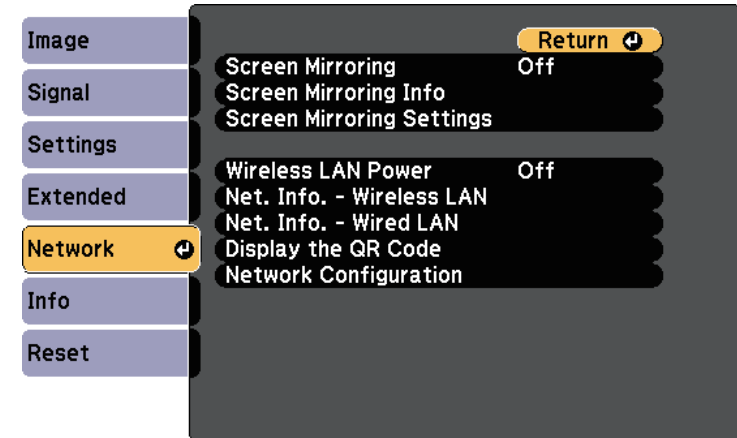 Image
Signal
Settings
Extended
Network
Info
Reset
Return
Screen Mirroring Off
Screen Mirroring Info
Screen Mirroring Settings
Wireless LAN Power Off
Net. Info. - Wireless LAN
Net. Info. - Wired LAN
Display the QR Code
Network Configuration